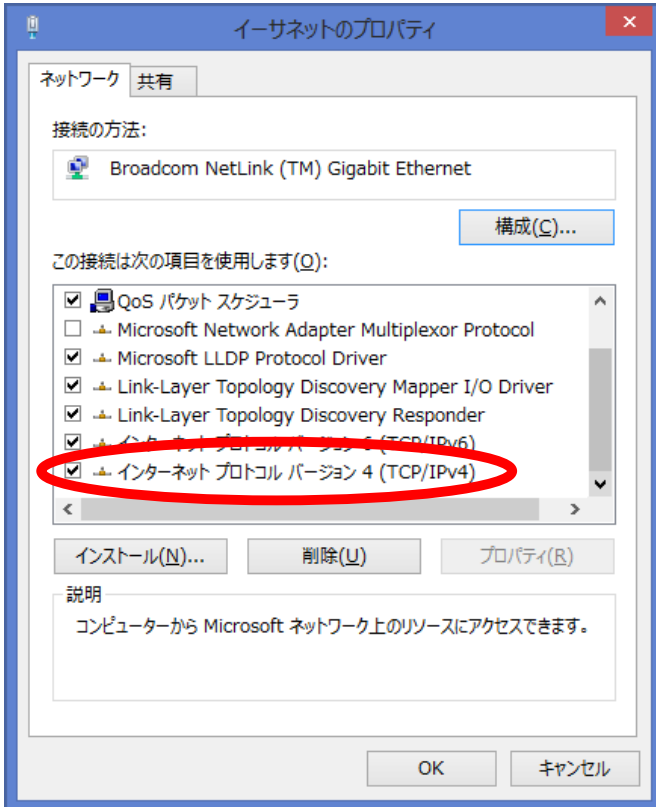 イーサネットのプロパティ
ネットワーク 共有
接続の方法:
Broadcom NetLink (TM) Gigabit Ethernet
構成(C)...
この接続は次の項目を使用します(O):
QoS パケット スケジューラ
Microsoft Network Adapter Multiplexor Protocol
Microsoft LLDP Protocol Driver
Link-Layer Topology Discovery Mapper I/O Driver
Link-Layer Topology Discovery Responder
インターネット プロトコル バージョン 6 (TCP/IPv6)
インターネット プロトコル バージョン 4 (TCP/IPv4)
インストール(N)... 削除(U) プロパティ(R)
説明
コンピューターから Microsoft ネットワーク上のリソースにアクセスできます。
OK キャンセル